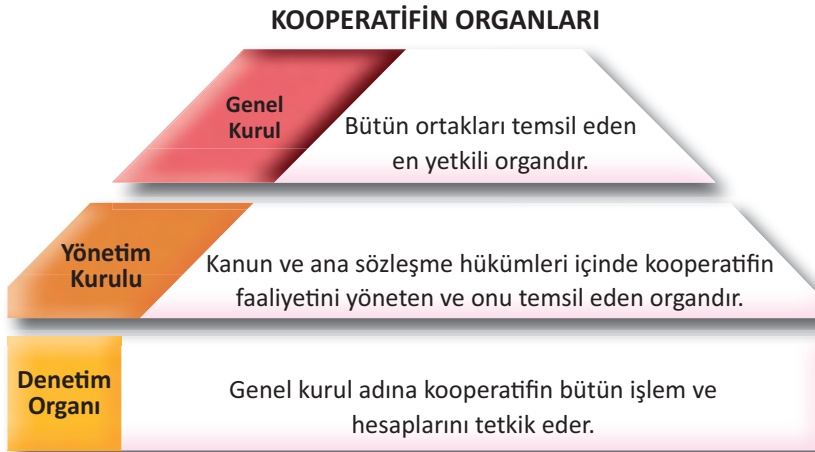 KOOPERATİFİN ORGANLARI
Genel
Kurul
Bütün ortakları temsil eden
en yetkili organdır.
Yönetim
Kurulu
Kanun ve ana sözleşme hükümleri içinde kooperatifin
faaliyetini yöneten ve onu temsil eden organdır.
Denetim
Organı
Genel kurul adına kooperatifin bütün işlem ve
hesaplarını tetkik eder.